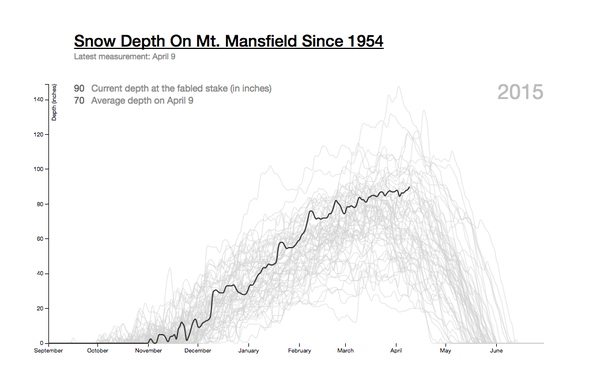 Snow Depth On Mt. Mansfield Since 1954
Latest measurement: April 9
90 Current depth at the fabled stake (in inches)
70 Average depth on April 9
2015
Depth (inches)
140
120
100
80
60
40
20
0
September October November December January February March April May June